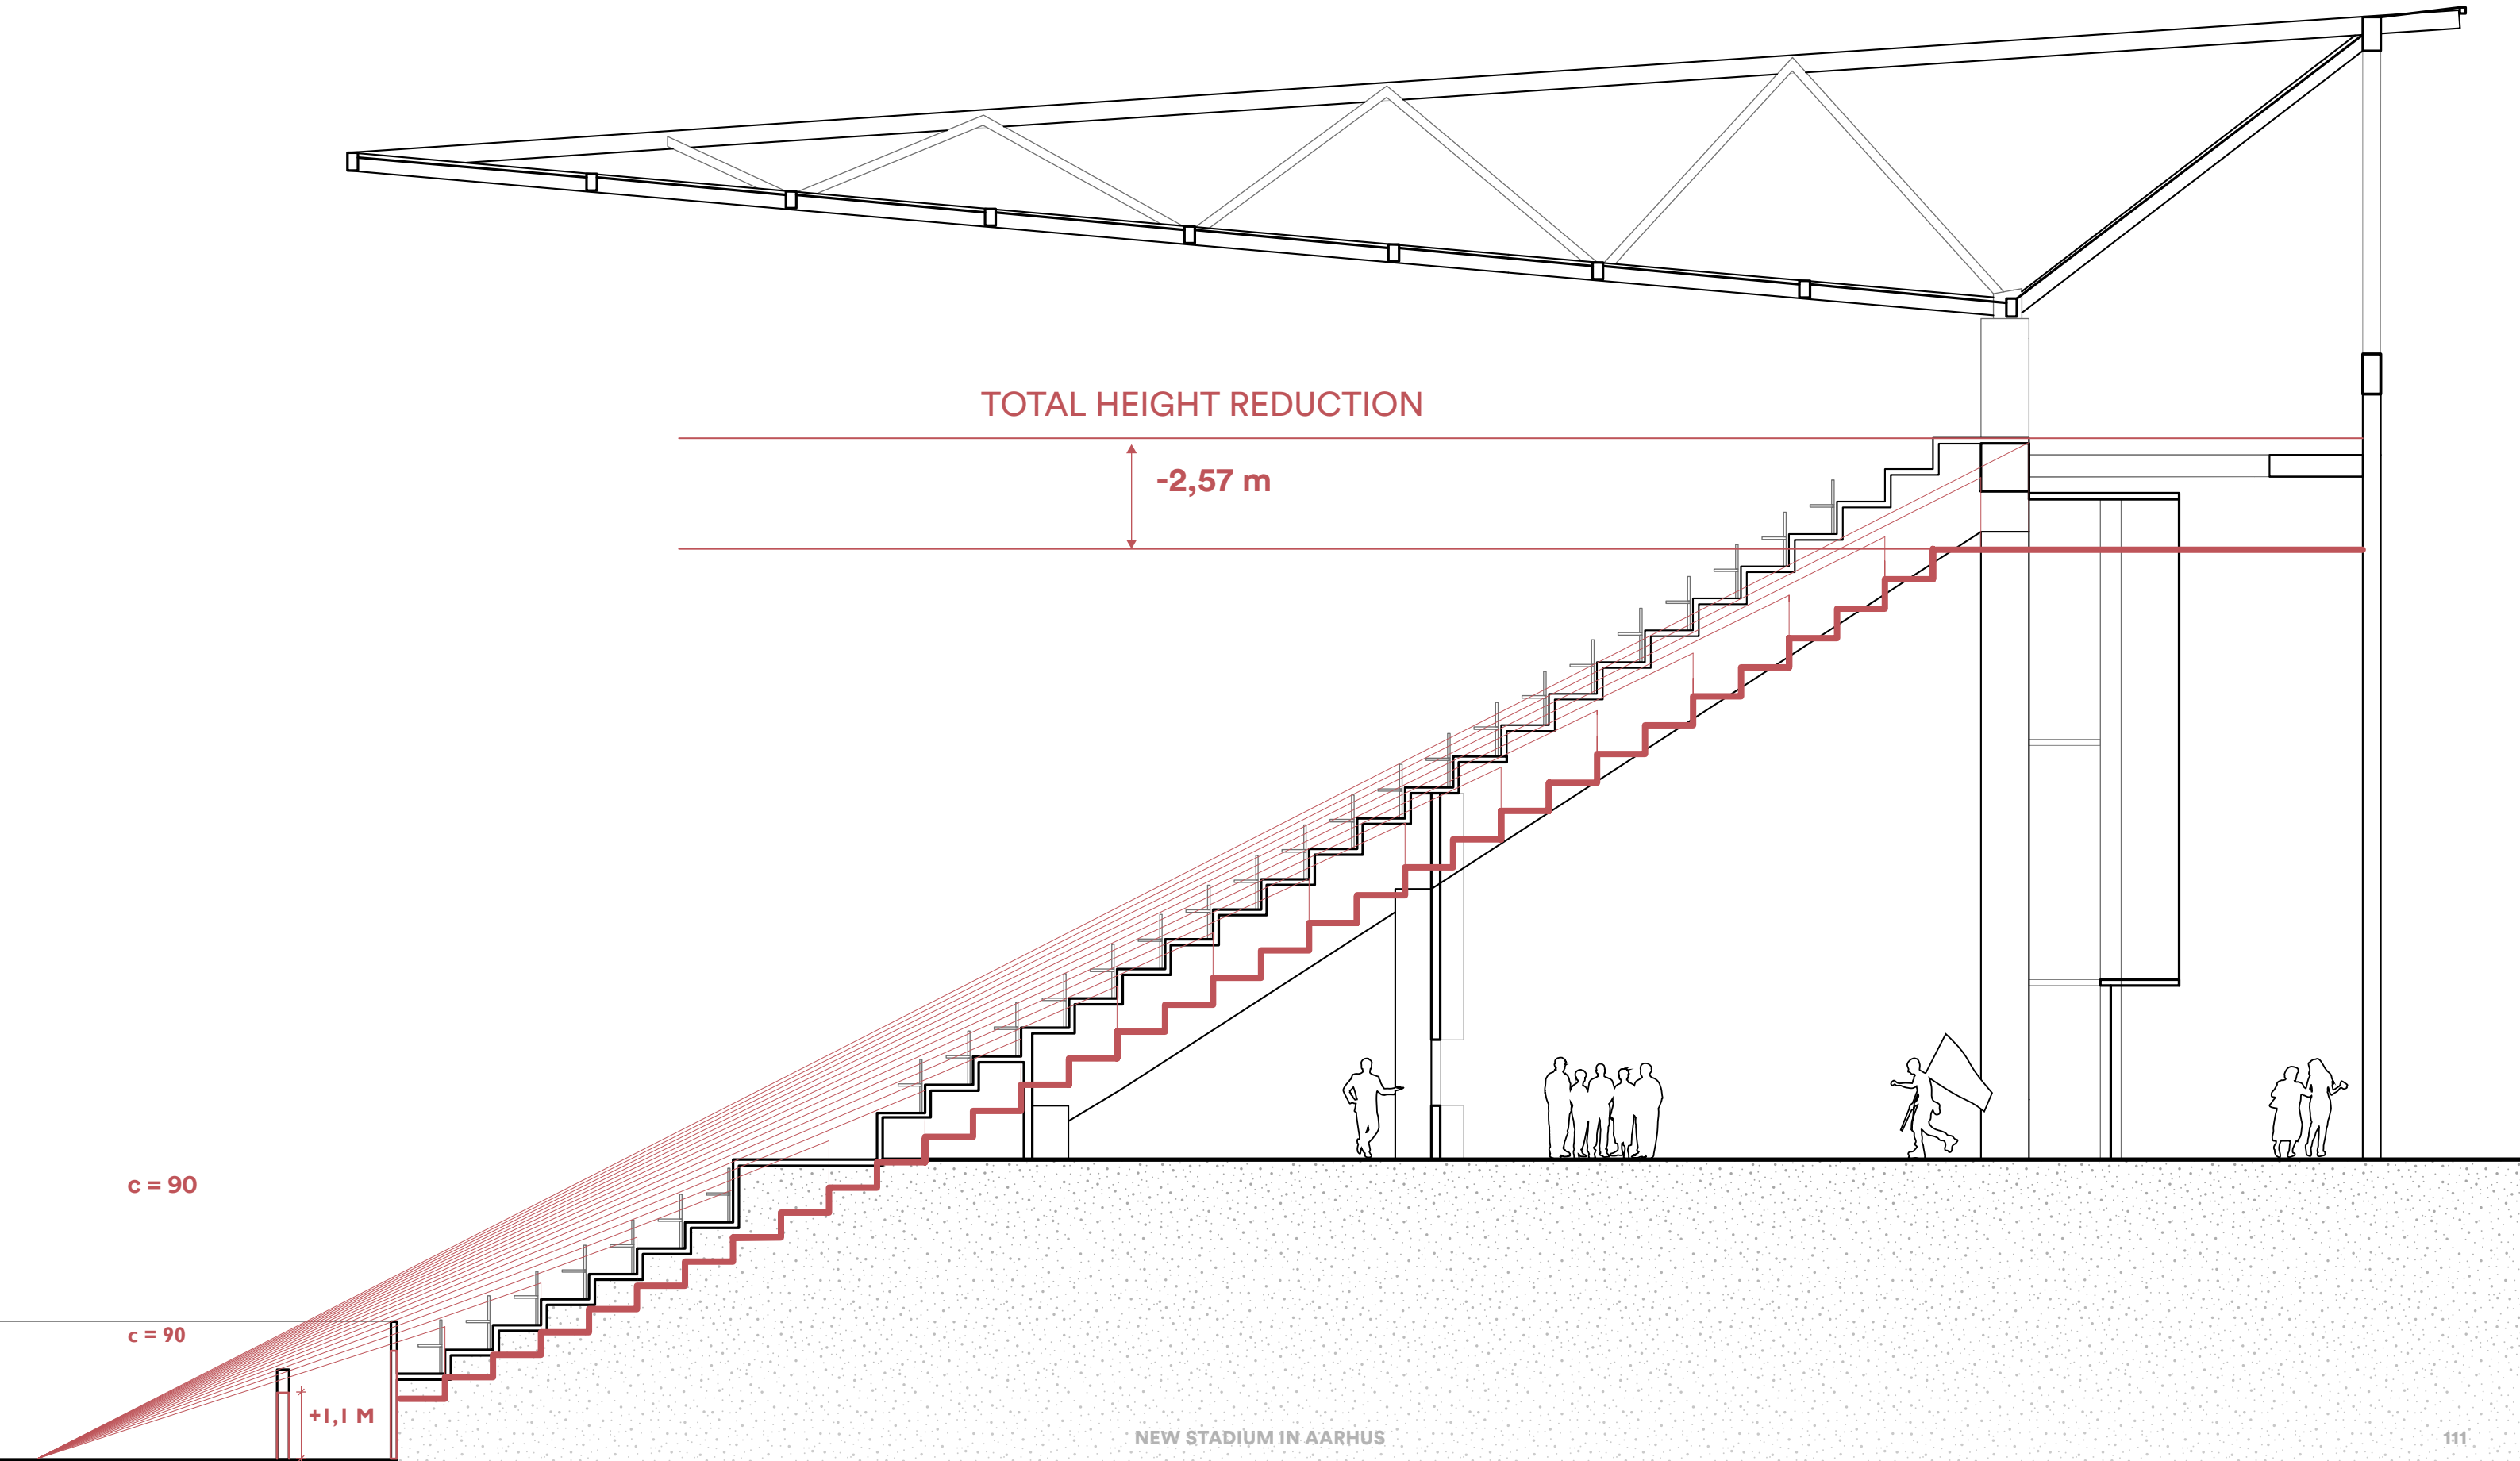 TOTAL HEIGHT REDUCTION
-2,57 m
c = 90
c = 90
+1,1 M
NEW STADIUM IN AARHUS
111